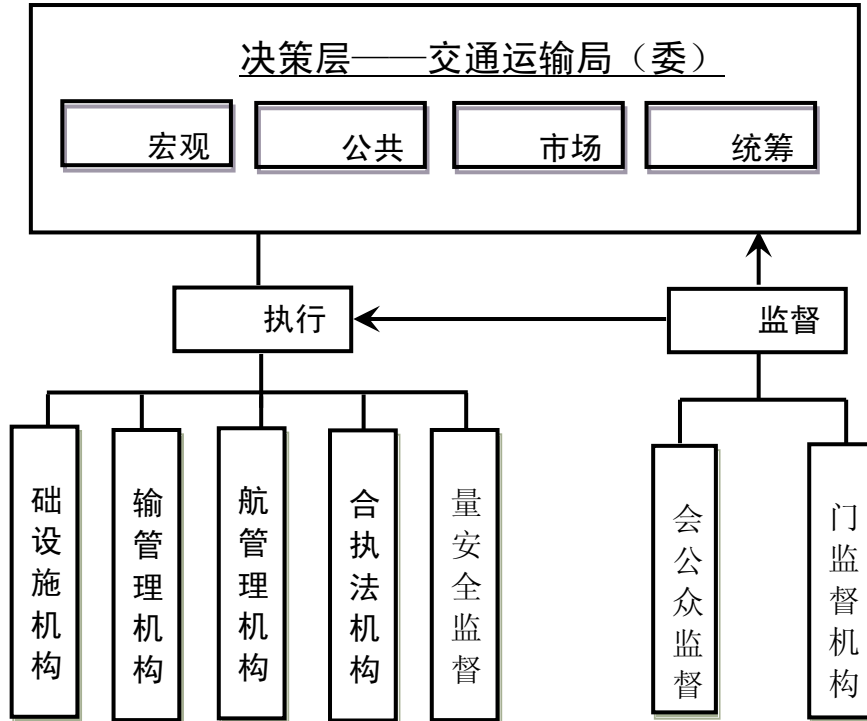 决策层——交通运输局（委）
宏观
公共
市场
统筹
执行
监督
础设施机构
输管理机构
航管理机构
合执法机构
量安全监督
会公众监督
门监督机构